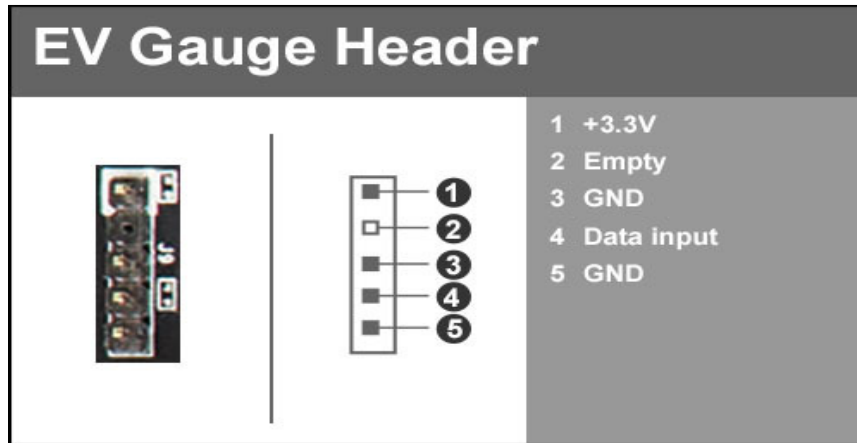 EV Gauge Header
J9
1
2
3
4
5
1 +3.3V
2 Empty
3 GND
4 Data input
5 GND